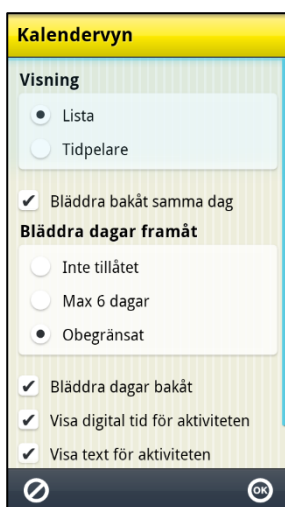 Kalendervyn
Visning
Lista
Tidpelare
Bläddra bakåt samma dag
Bläddra dagar framåt
Inte tillåtet
Max 6 dagar
Obegränsat
Bläddra dagar bakåt
Visa digital tid för aktiviteten
Visa text för aktiviteten
OK